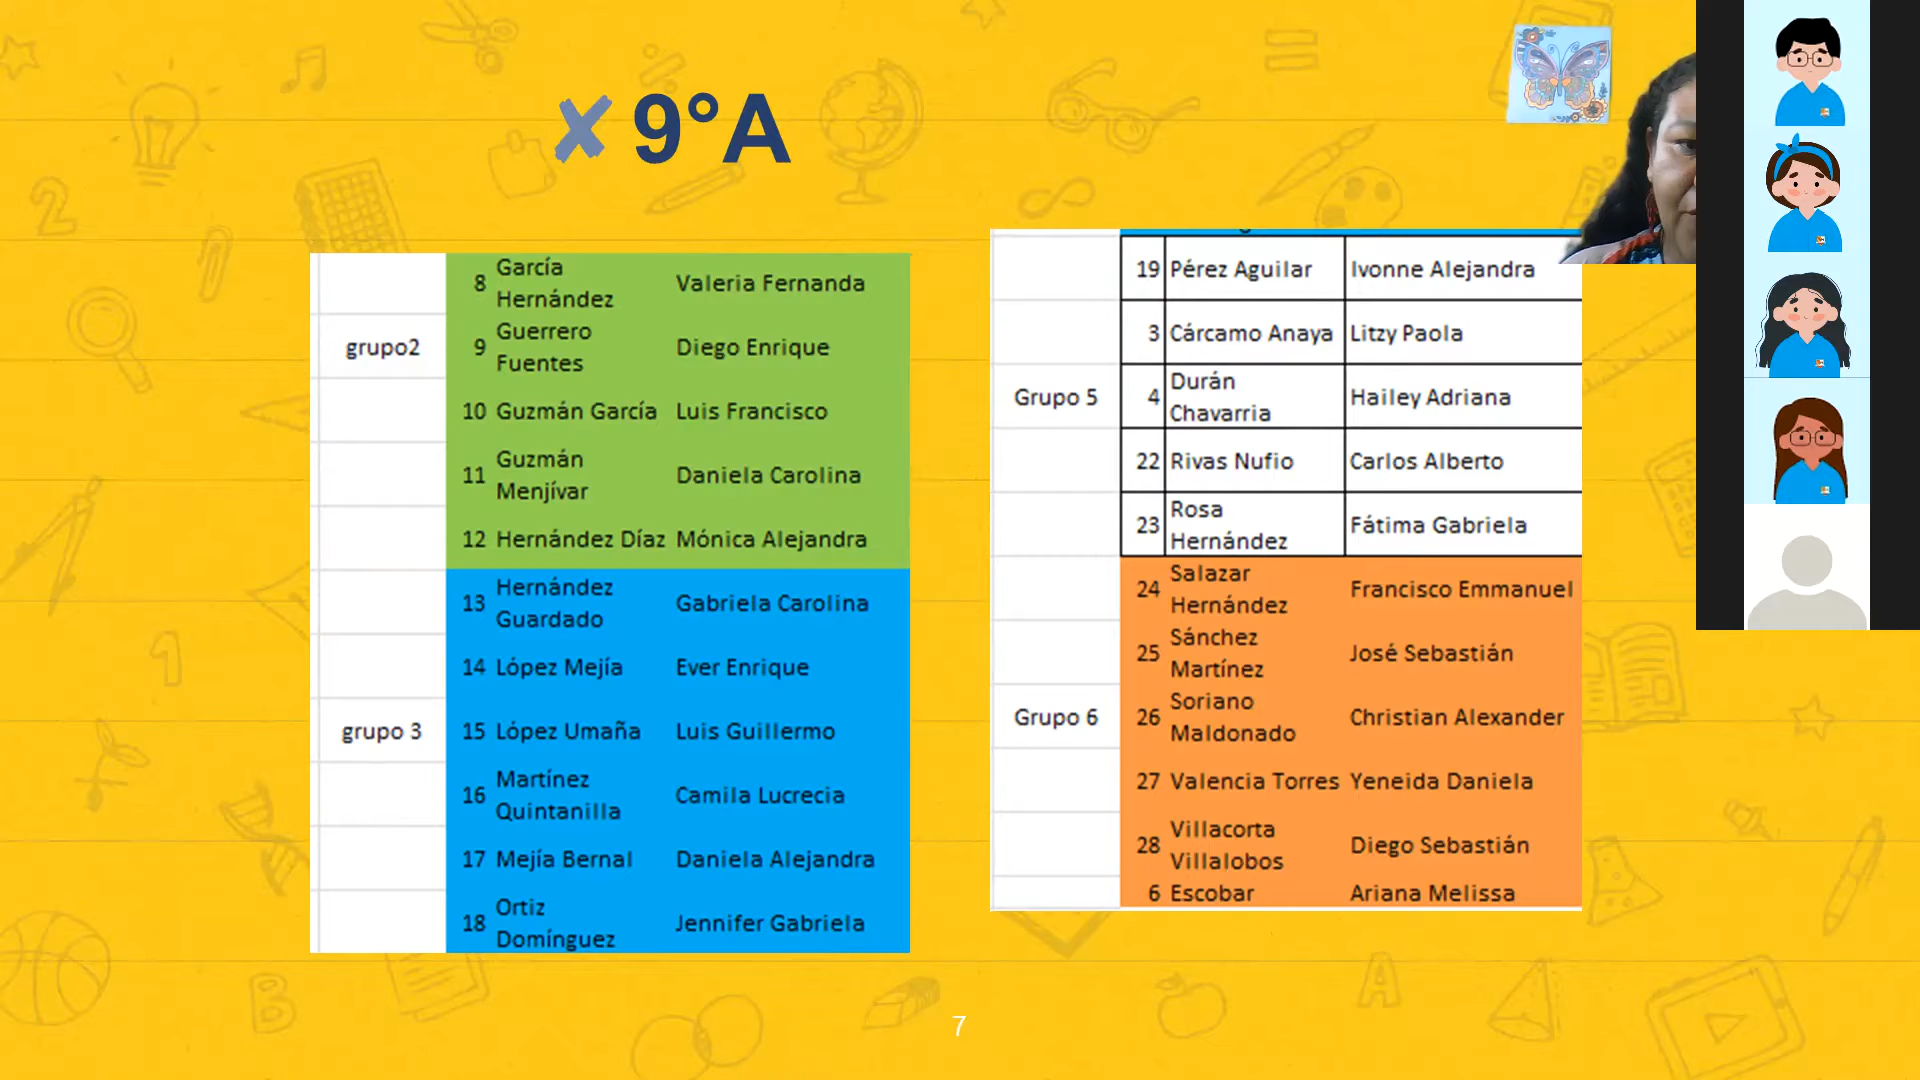 9°A
8 García Hernández Valeria Fernanda
grupo2 9 Guerrero Fuentes Diego Enrique
10 Guzmán García Luis Francisco
11 Guzmán Menjívar Daniela Carolina
12 Hernández Díaz Mónica Alejandra
13 Hernández Guardado Gabriela Carolina
14 López Mejía Ever Enrique
grupo 3 15 López Umaña Luis Guillermo
16 Martínez Quintanilla Camila Lucrecia
17 Mejía Bernal Daniela Alejandra
18 Ortiz Domínguez Jennifer Gabriela
19 Pérez Aguilar Ivonne Alejandra
3 Cárcamo Anaya Litzy Paola
Grupo 5 4 Durán Chavarria Hailey Adriana
22 Rivas Nufio Carlos Alberto
23 Rosa Hernández Fátima Gabriela
24 Salazar Hernández Francisco Emmanuel
25 Sánchez Martínez José Sebastián
Grupo 6 26 Soriano Maldonado Christian Alexander
27 Valencia Torres Yeneida Daniela
28 Villacorta Villalobos Diego Sebastián
6 Escobar Ariana Melissa
7